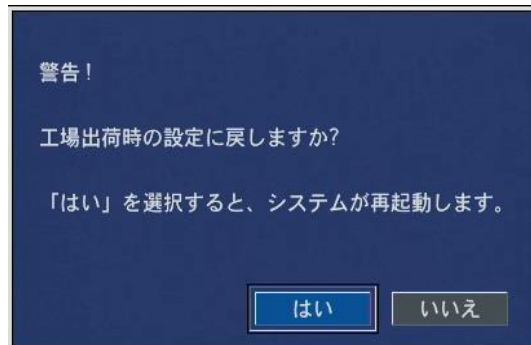 警告！
工場出荷時の設定に戻しますか?
「はい」を選択すると、システムが再起動します。
はい
いいえ